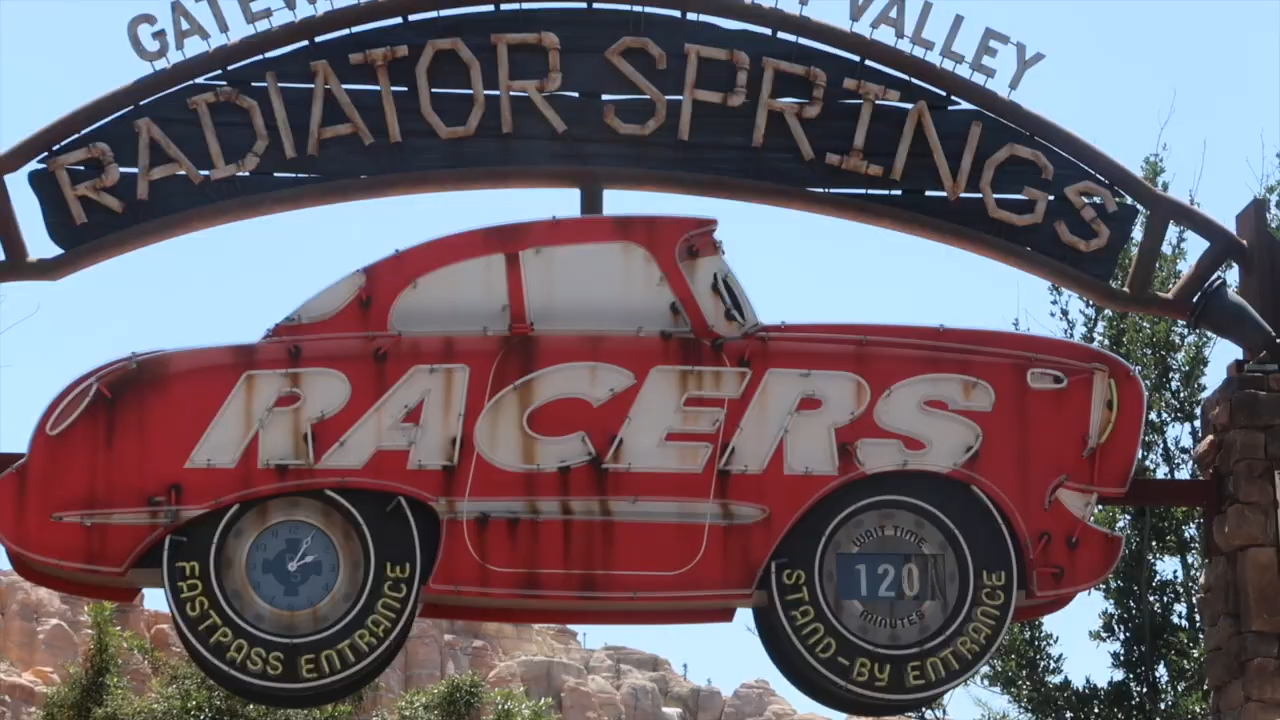 VALLEY
RADIATOR SPRINGS
RACERS
WAIT TIME
120
MINUTES
FASTPASS ENTRANCE
STAND-BY ENTRANCE